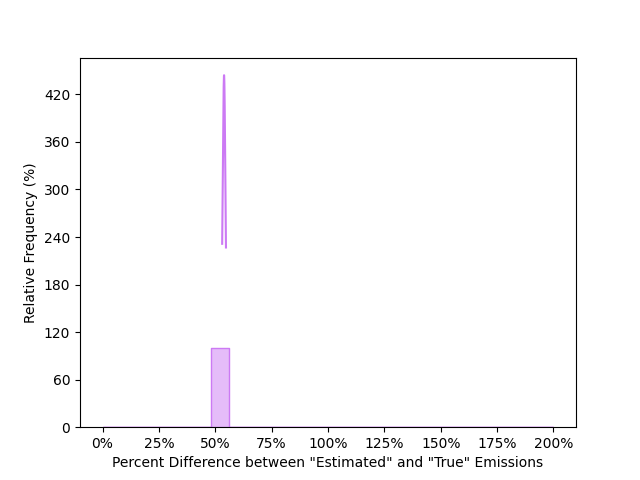 Relative Frequency (%)
420
360
300
240
180
120
60
0
0% 25% 50% 75% 100% 125% 150% 175% 200%
Percent Difference between "Estimated" and "True" Emissions